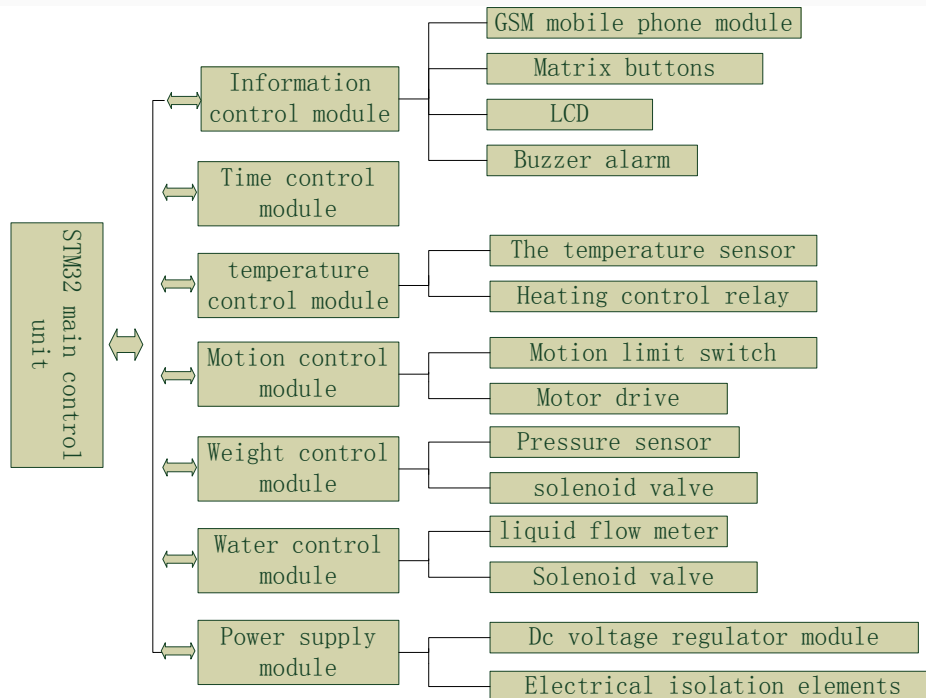 STM32 main control
unit
Information
control module
GSM mobile phone module
Matrix buttons
LCD
Buzzer alarm
Time control
module
temperature
control module
The temperature sensor
Heating control relay
Motion control
module
Motion limit switch
Motor drive
Weight control
module
Pressure sensor
solenoid valve
Water control
module
liquid flow meter
Solenoid valve
Power supply
module
Dc voltage regulator module
Electrical isolation elements